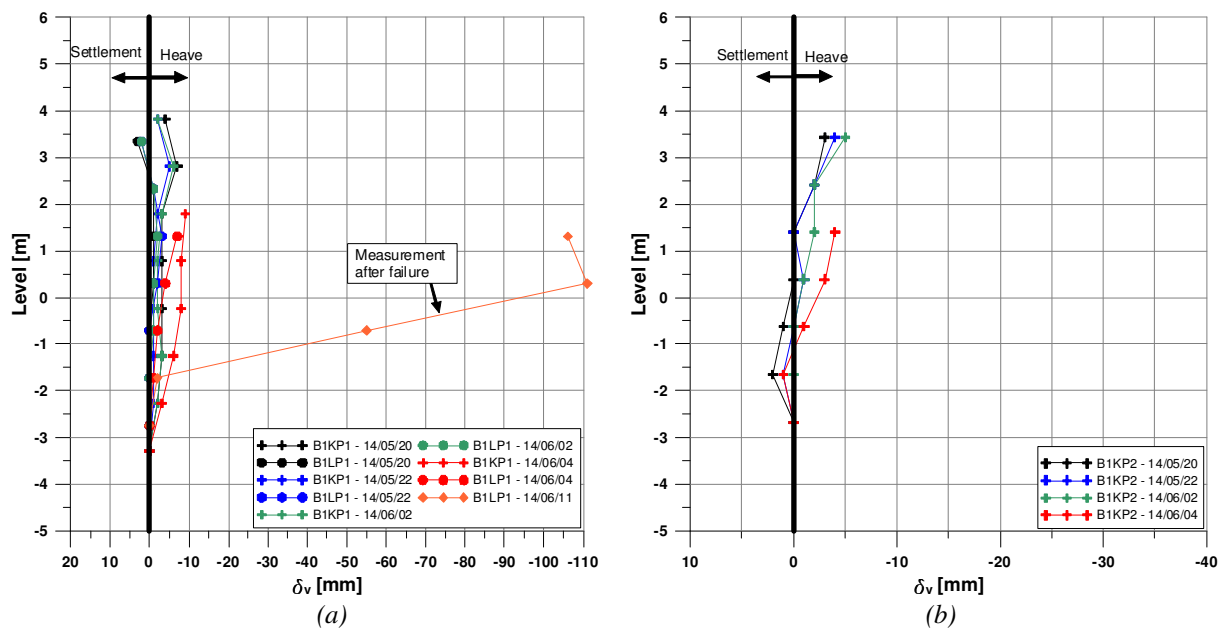 6
5
4
3
2
1
0
-1
-2
-3
-4
-5
Level [m]
Settlement
Heave
Measurement
after failure
B1KP1 - 14/05/20
B1LP1 - 14/05/20
B1KP1 - 14/05/22
B1LP1 - 14/05/22
B1KP1 - 14/06/02
B1LP1 - 14/06/02
B1KP1 - 14/06/04
B1LP1 - 14/06/04
B1LP1 - 14/06/11
20 10 0 -10 -20 -30 -40 -50 -60 -70 -80 -90 -100 -110
δv [mm]
(a)
6
5
4
3
2
1
0
-1
-2
-3
-4
-5
Level [m]
Settlement
Heave
B1KP2 - 14/05/20
B1KP2 - 14/05/22
B1KP2 - 14/06/02
B1KP2 - 14/06/04
10 0 -10 -20 -30 -40
δv [mm]
(b)